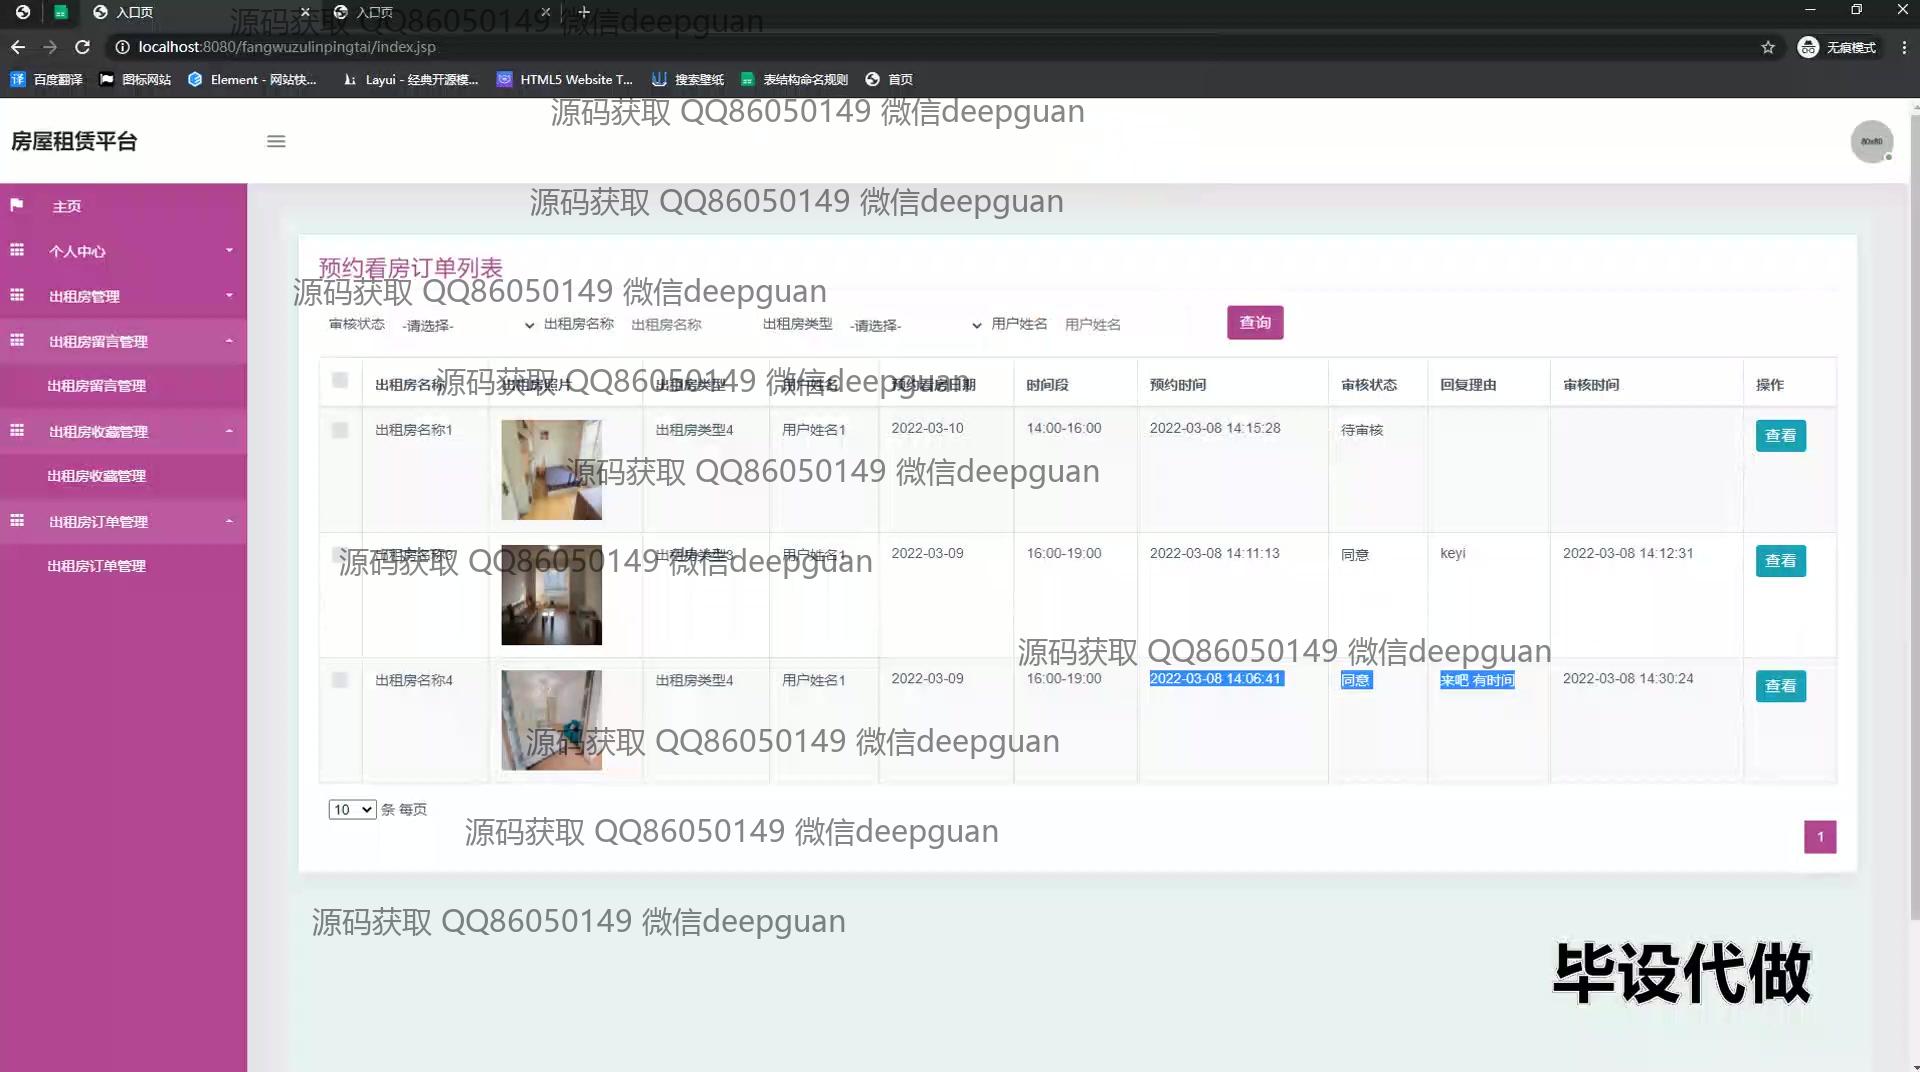 入口页
入口页
localhost:8080/fangwuzulinpingtai/index.jsp
无痕模式
百度翻译 图标网站 Element - 网站快... Layui - 经典开源模... HTML5 Website T... 搜索壁纸 表结构命名规则 首页
源码获取 QQ86050149 微信deepguan
源码获取 QQ86050149 微信deepguan
房屋租赁平台
源码获取 QQ86050149 微信deepguan
主页
个人中心
出租房管理
出租房留言管理
出租房留言管理
出租房收藏管理
出租房收藏管理
出租房订单管理
出租房订单管理
预约看房订单列表
源码获取 QQ86050149 微信deepguan
审核状态 -请选择- 出租房名称 出租房名称 出租房类型 -请选择- 用户姓名 用户姓名 查询
出租房名称 出租房照片 出租房类型 用户姓名 预约看房日期 时间段 预约时间 审核状态 回复理由 审核时间 操作
源码获取 QQ86050149 微信deepguan
出租房名称1 出租房类型4 用户姓名1 2022-03-10 14:00-16:00 2022-03-08 14:15:28 待审核 查看
源码获取 QQ86050149 微信deepguan
出租房名称3 出租房类型3 用户姓名1 2022-03-09 16:00-19:00 2022-03-08 14:11:13 同意 keyi 2022-03-08 14:12:31 查看
源码获取 QQ86050149 微信deepguan
源码获取 QQ86050149 微信deepguan
出租房名称4 出租房类型4 用户姓名1 2022-03-09 16:00-19:00 2022-03-08 14:06:41 同意 来吧 有时间 2022-03-08 14:30:24 查看
源码获取 QQ86050149 微信deepguan
10 条 每页
源码获取 QQ86050149 微信deepguan
1
源码获取 QQ86050149 微信deepguan
毕设代做